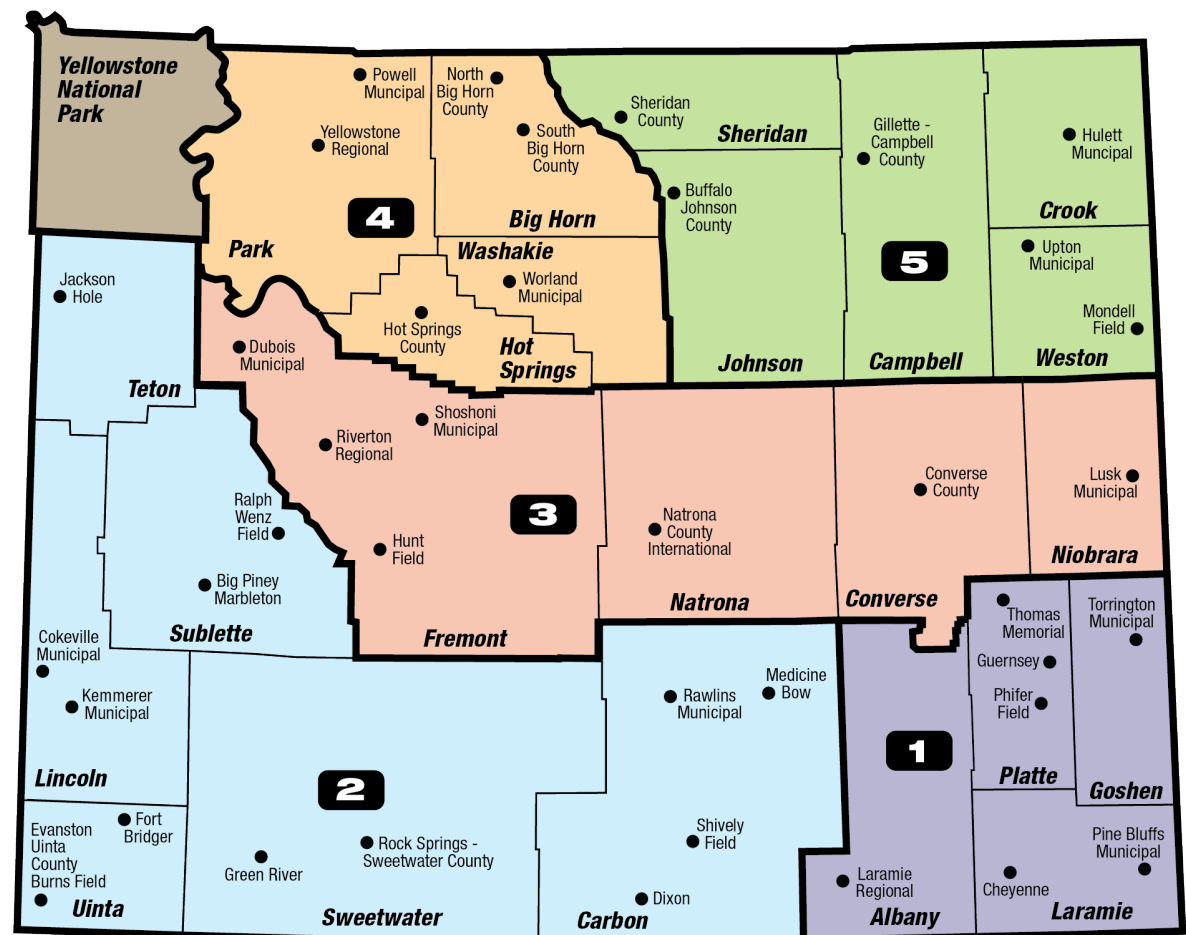 Yellowstone
National
Park
Powell
Muncipal
Yellowstone
Regional
4
Park
North
Big Horn
County
South
Big Horn
County
Big Horn
Washakie
Worland
Municipal
Hot Springs
County
Hot
Springs
Sheridan
County
Sheridan
Buffalo
Johnson
County
Johnson
Gillette -
Campbell
County
5
Campbell
Hulett
Muncipal
Crook
Upton
Municipal
Mondell
Field
Weston
Jackson
Hole
Teton
Dubois
Municipal
Shoshoni
Municipal
Riverton
Regional
3
Hunt
Field
Fremont
Natrona
County
International
Natrona
Converse
County
Converse
Lusk
Municipal
Niobrara
Ralph
Wenz
Field
Big Piney
Marbleton
Sublette
Cokeville
Municipal
Kemmerer
Municipal
Lincoln
Fort
Bridger
Evanston
Uinta
County
Burns Field
Uinta
2
Green River
Rock Springs -
Sweetwater County
Sweetwater
Rawlins
Municipal
Medicine
Bow
Shively
Field
Dixon
Carbon
1
Laramie
Regional
Albany
Thomas
Memorial
Guernsey
Phifer
Field
Platte
Torrington
Municipal
Goshen
Pine Bluffs
Municipal
Cheyenne
Laramie